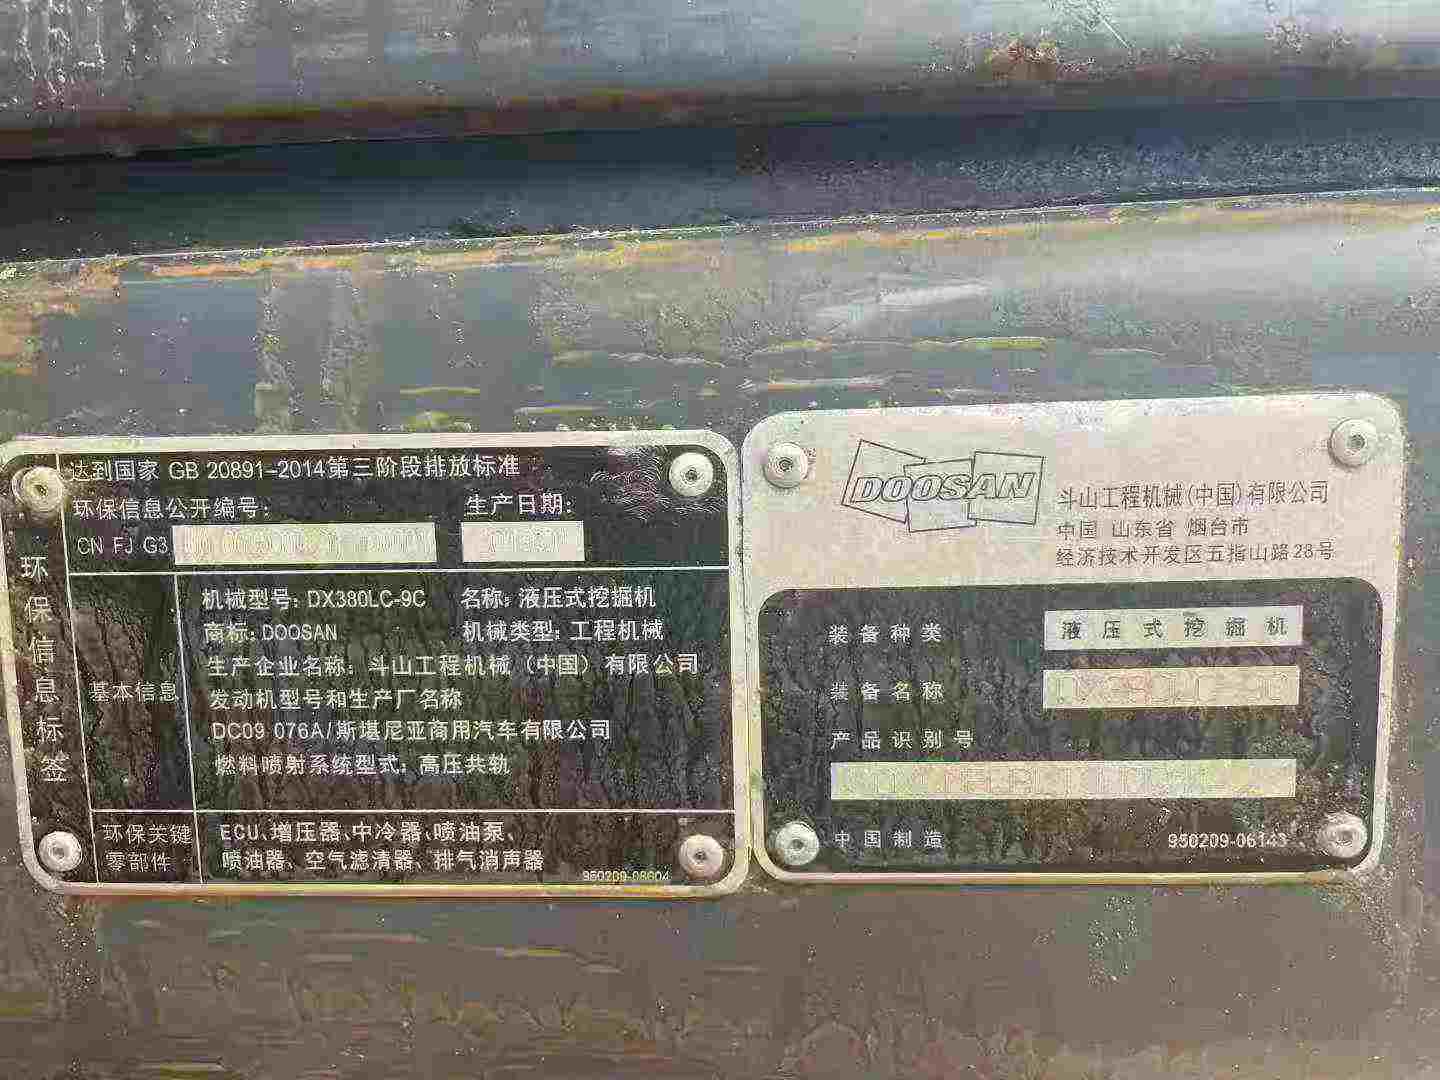 达到国家 GB 20891-2014第三阶段排放标准
环保信息公开编号: 生产日期:
CN FJ G3
环保信息标签
基本信息
机械型号: DX380LC-9C 名称: 液压式挖掘机
商标: DOOSAN 机械类型: 工程机械
生产企业名称: 斗山工程机械（中国）有限公司
发动机型号和生产厂名称
DC09 076A/斯堪尼亚商用汽车有限公司
燃料喷射系统型式: 高压共轨
环保关键
零部件
ECU、增压器、中冷器、喷油泵、
喷油器、空气滤清器、排气消声器
950209-08604
DOOSAN
斗山工程机械(中国)有限公司
中国 山东省 烟台市
经济技术开发区五指山路28号
装备种类 液压式挖掘机
装备名称
产品识别号
中国制造 950209-06143